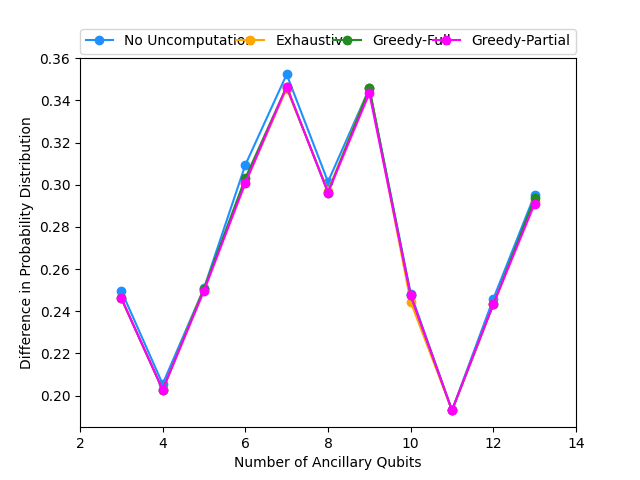 No Uncomputation Exhaustive Greedy-Full Greedy-Partial
0.36
0.34
0.32
0.30
0.28
0.26
0.24
0.22
0.20
Difference in Probability Distribution
2 4 6 8 10 12 14
Number of Ancillary Qubits